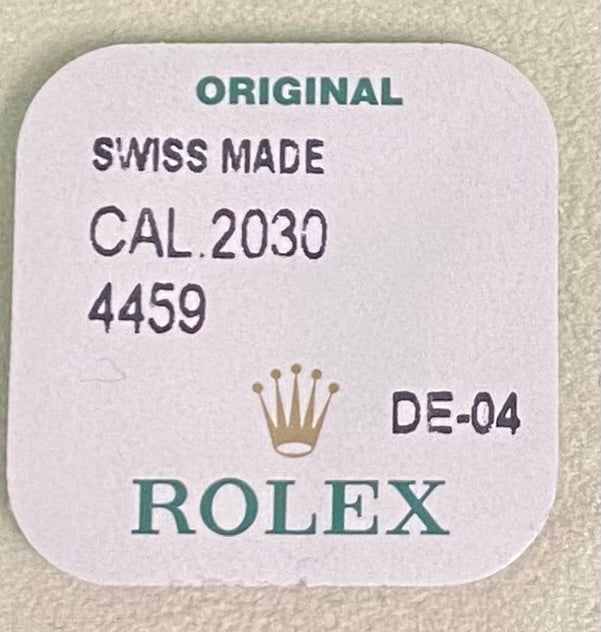 ORIGINAL
SWISS MADE
CAL.2030
4459
DE-04
ROLEX